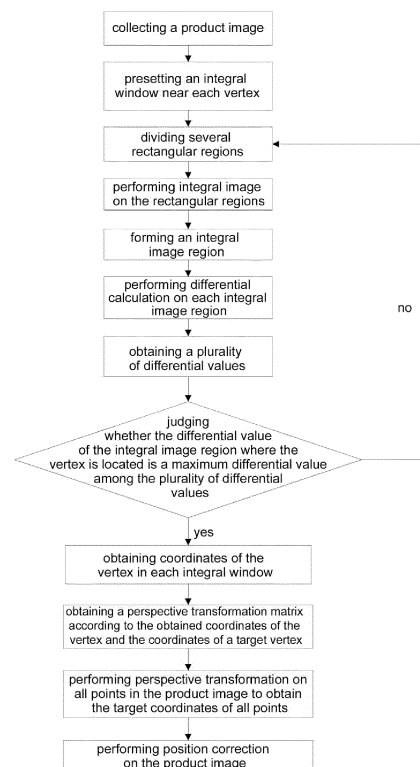 collecting a product image
presetting an integral
window near each vertex
dividing several
rectangular regions
performing integral image
on the rectangular regions
forming an integral
image region
performing differential
calculation on each integral
image region
no
obtaining a plurality
of differential values
judging
whether the differential value
of the integral image region where the
vertex is located is a maximum differential value
among the plurality of differential
values
yes
obtaining coordinates of the
vertex in each integral window
obtaining a perspective transformation matrix
according to the obtained coordinates of the
vertex and the coordinates of a target vertex
performing perspective transformation on
all points in the product image to obtain
the target coordinates of all points
performing position correction
on the product image